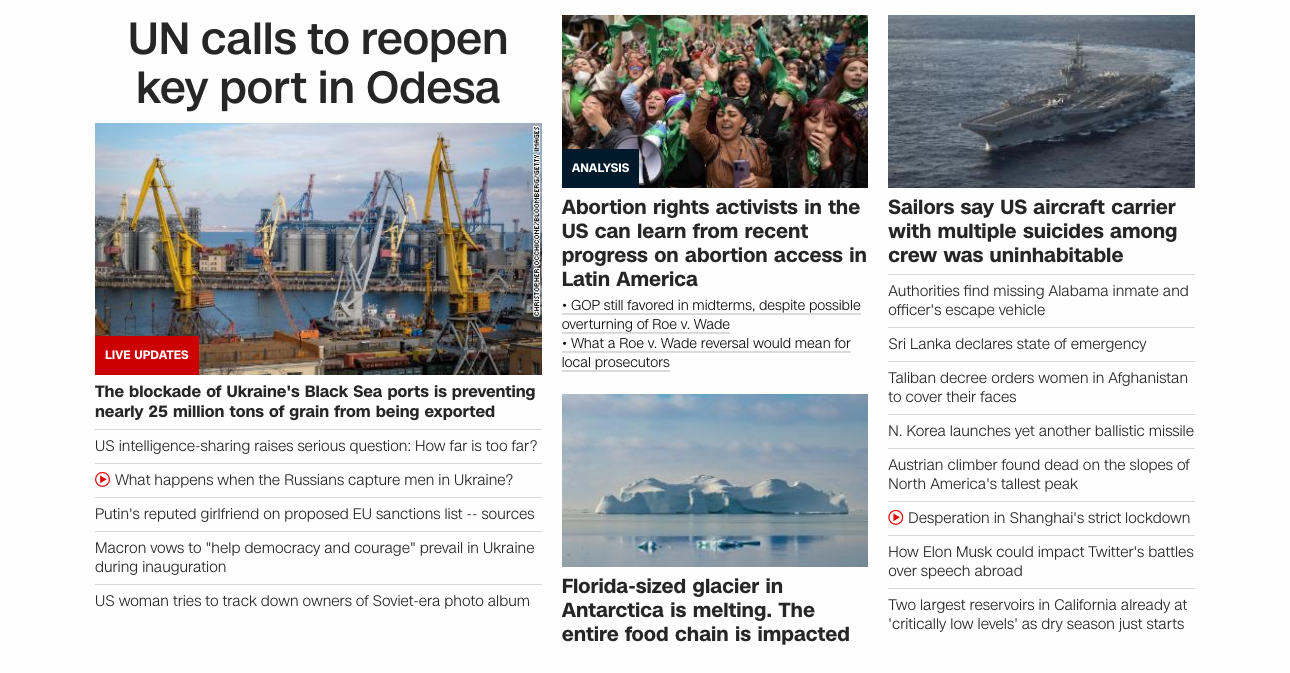 UN calls to reopen
key port in Odesa
CHRISTOPHER OCCHICONE/BLOOMBERG/GETTY IMAGES
LIVE UPDATES
The blockade of Ukraine's Black Sea ports is preventing
nearly 25 million tons of grain from being exported
US intelligence-sharing raises serious question: How far is too far?
What happens when the Russians capture men in Ukraine?
Putin's reputed girlfriend on proposed EU sanctions list -- sources
Macron vows to "help democracy and courage" prevail in Ukraine
during inauguration
US woman tries to track down owners of Soviet-era photo album
ANALYSIS
Abortion rights activists in the
US can learn from recent
progress on abortion access in
Latin America
• GOP still favored in midterms, despite possible
overturning of Roe v. Wade
• What a Roe v. Wade reversal would mean for
local prosecutors
Florida-sized glacier in
Antarctica is melting. The
entire food chain is impacted
Sailors say US aircraft carrier
with multiple suicides among
crew was uninhabitable
Authorities find missing Alabama inmate and
officer's escape vehicle
Sri Lanka declares state of emergency
Taliban decree orders women in Afghanistan
to cover their faces
N. Korea launches yet another ballistic missile
Austrian climber found dead on the slopes of
North America's tallest peak
Desperation in Shanghai's strict lockdown
How Elon Musk could impact Twitter's battles
over speech abroad
Two largest reservoirs in California already at
'critically low levels' as dry season just starts